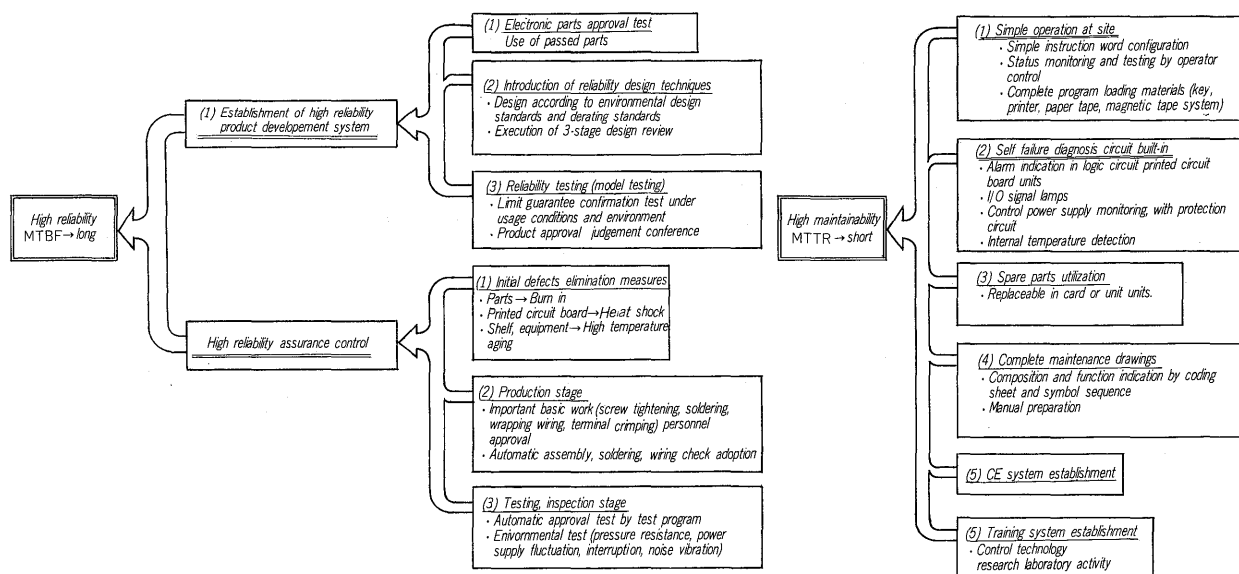 High reliability
MTBF→long
(1) Establishment of high reliability
product developement system
High reliability assurance control
(1) Electronic parts approval test
Use of passed parts
(2) Introduction of reliability design techniques
· Design according to environmental design
standards and derating standards
· Execution of 3-stage design review
(3) Reliability testing (model testing)
· Limit guarantee confirmation test under
usage conditions and environment
· Product approval judgement conference
(1) Initial defects elimination measures
· Parts→Burn in
· Printed circuit board→Heat shock
· Shelf, equipment→High temperature
aging
(2) Production stage
· Important basic work (screw tightening, soldering,
wrapping wiring, terminal crimping) personnel
approval
· Automatic assembly, soldering, wiring check adoption
(3) Testing, inspection stage
· Automatic approval test by test program
· Enivornmental test (pressure resistance, power
supply fluctuation, interruption, noise vibration)
High maintainability
MTTR→short
(1) Simple operation at site
· Simple instruction word configuration
· Status monitoring and testing by operator
control
· Complete program loading materials (key,
printer, paper tape, magnetic tape system)
(2) Self failure diagnosis circuit built-in
· Alarm indication in logic circuit printed circuit
board units
· I/O signal lamps
· Control power supply monitoring, with protection
circuit
· Internal temperature detection
(3) Spare parts utilization
· Replaceable in card or unit units.
(4) Complete maintenance drawings
· Composition and function indication by coding
sheet and symbol sequence
· Manual preparation
(5) CE system establishment
(5) Training system establishment
· Control technology
research laboratory activity